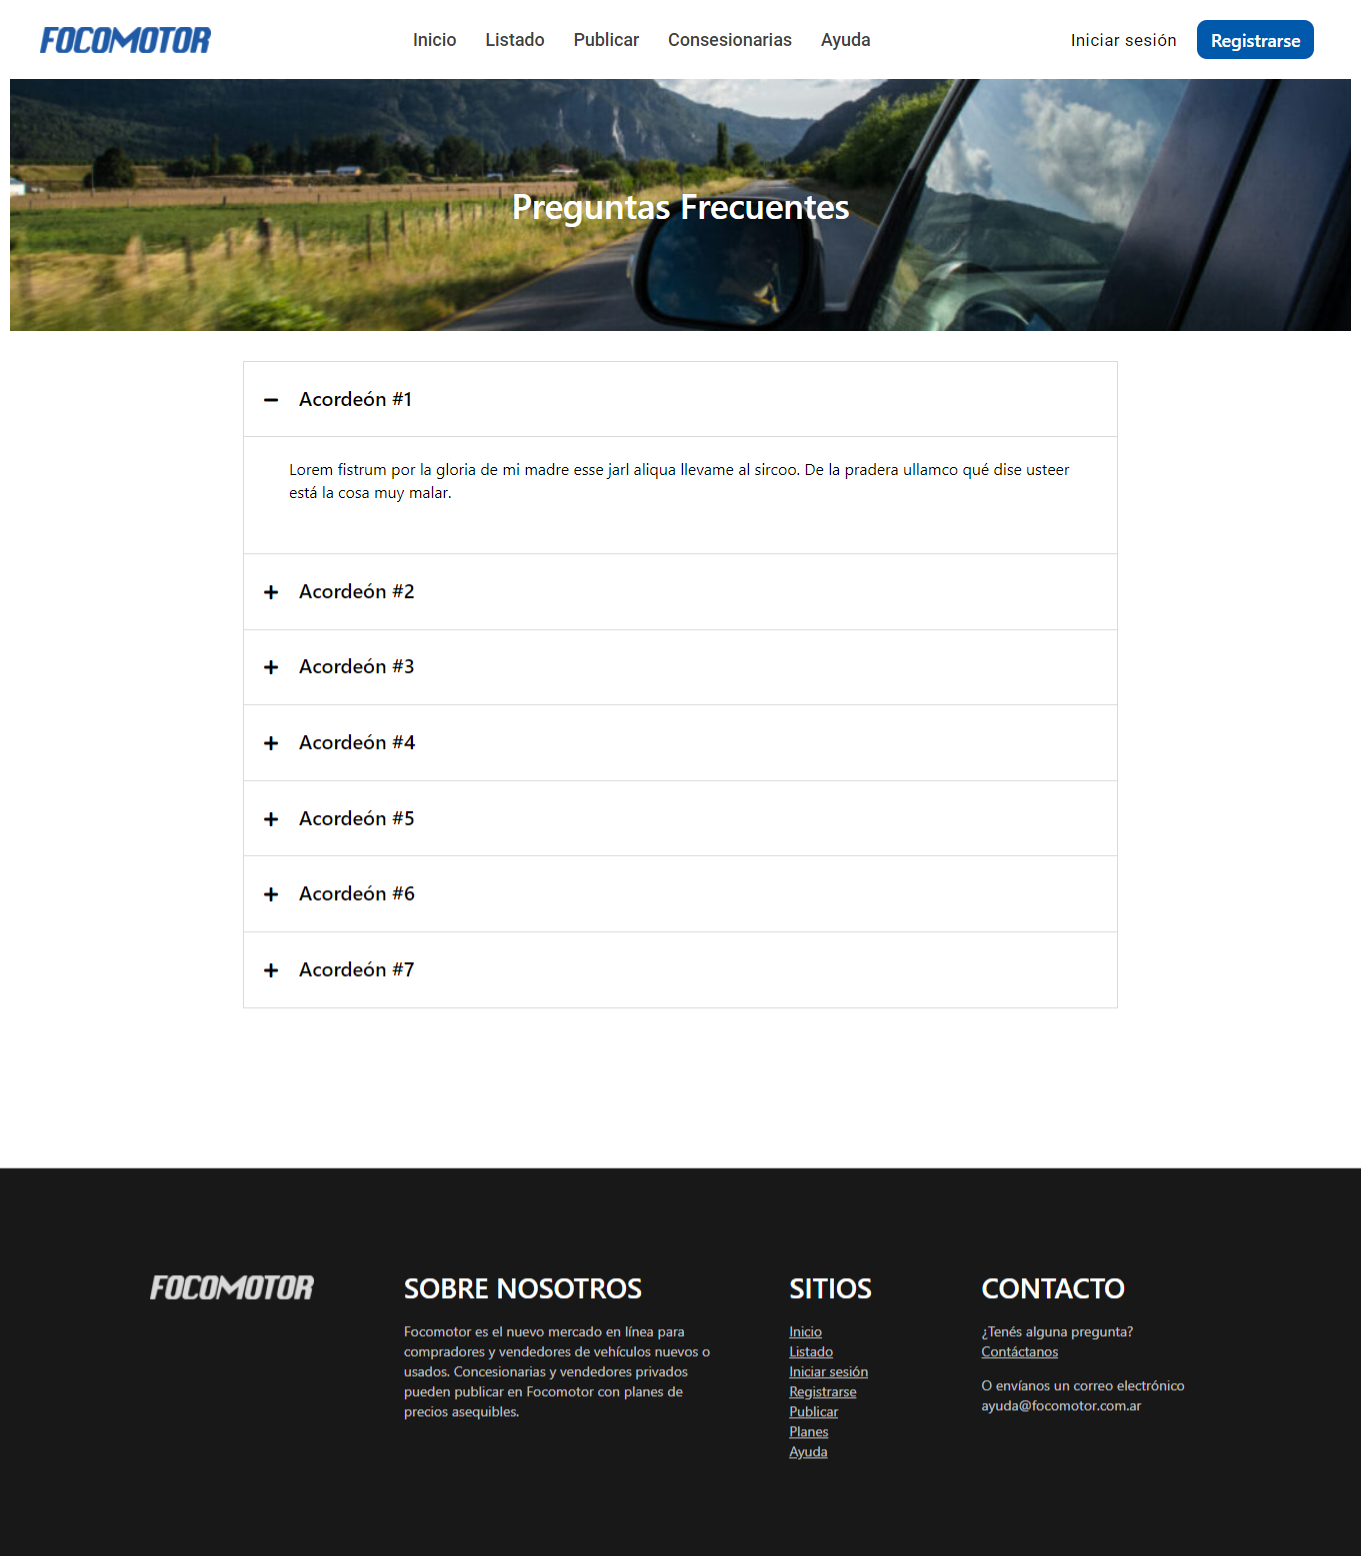 FOCOMOTOR
Inicio Listado Publicar Consesionarias Ayuda
Iniciar sesión Registrarse
Preguntas Frecuentes
Acordeón #1
Lorem fistrum por la gloria de mi madre esse jarl aliqua llevame al sircoo. De la pradera ullamco qué dise usteer
está la cosa muy malar.
Acordeón #2
Acordeón #3
Acordeón #4
Acordeón #5
Acordeón #6
Acordeón #7
FOCOMOTOR
SOBRE NOSOTROS
Focomotor es el nuevo mercado en línea para
compradores y vendedores de vehículos nuevos o
usados. Concesionarias y vendedores privados
pueden publicar en Focomotor con planes de
precios asequibles.
SITIOS
Inicio
Listado
Iniciar sesión
Registrarse
Publicar
Planes
Ayuda
CONTACTO
¿Tenés alguna pregunta?
Contáctanos
O envíanos un correo electrónico
ayuda@focomotor.com.ar